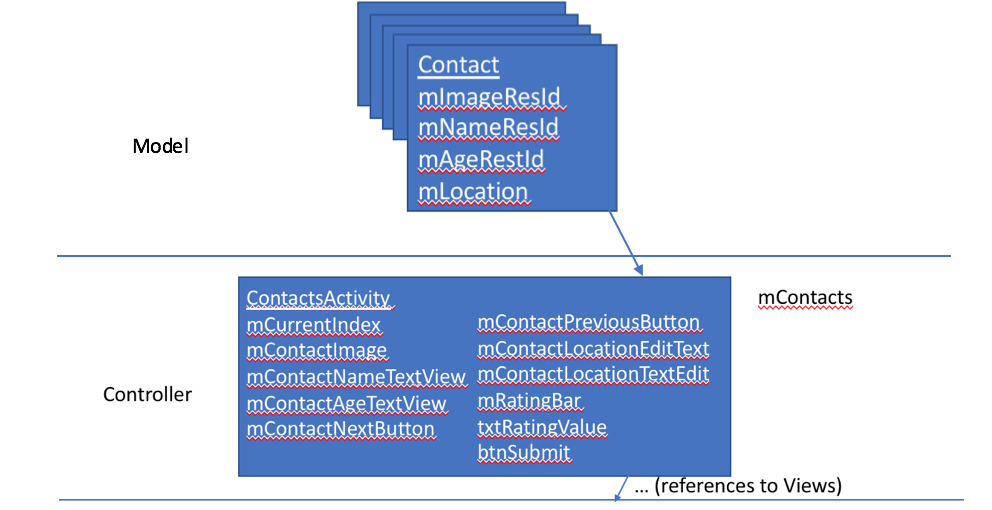 Contact
mImageResId
mNameResId
mAgeRestId
mLocation
Model
mContacts
ContactsActivity
mCurrentIndex
mContactImage
mContactNameTextView
mContactAgeTextView
mContactNextButton
mContactPreviousButton
mContactLocationEditText
mContactLocationTextEdit
mRatingBar
txtRatingValue
btnSubmit
Controller
... (references to Views)